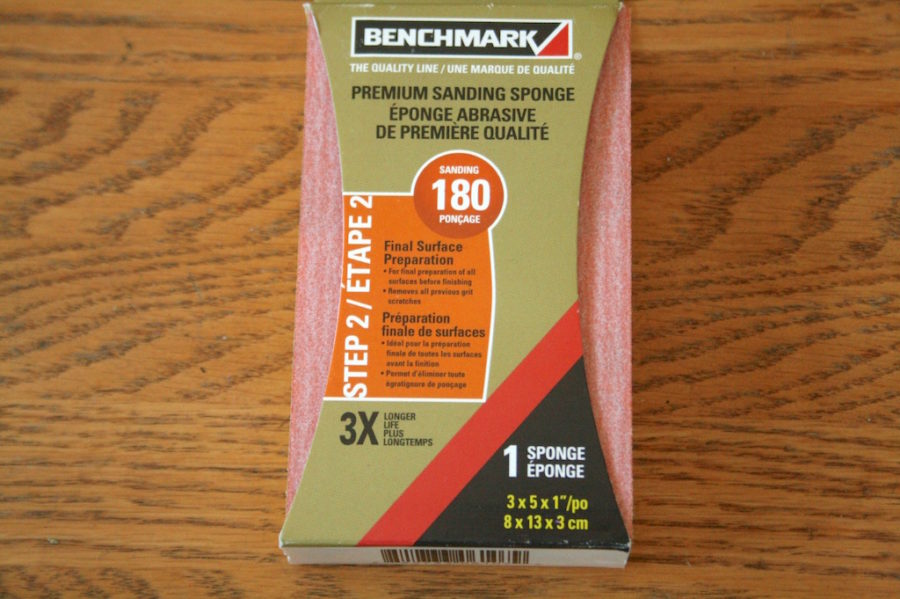 BENCHMARK
®
THE QUALITY LINE / UNE MARQUE DE QUALITÉ
PREMIUM SANDING SPONGE
ÉPONGE ABRASIVE
DE PREMIÈRE QUALITÉ
SANDING
180
PONÇAGE
STEP 2 / ÉTAPE 2
Final Surface
Preparation
• For final preparation of all
surfaces before finishing
• Removes all previous grit
scratches
Préparation
finale de surfaces
• Idéal pour la préparation
finale de toutes les surfaces
avant la finition
• Permet d'éliminer toute
égratignure de ponçage
3X
LONGER
LIFE
PLUS
LONGTEMPS
1 SPONGE
ÉPONGE
3 x 5 x 1"/po
8 x 13 x 3 cm